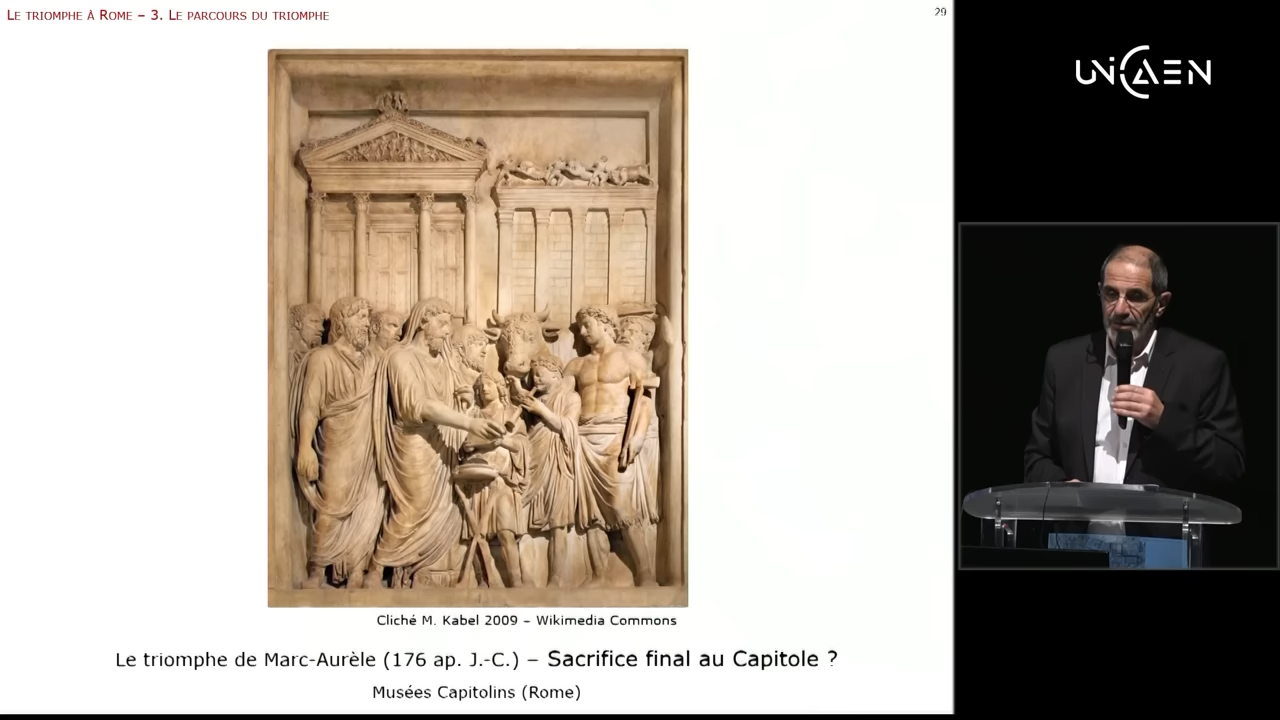 LE TRIOMPHE À ROME – 3. LE PARCOURS DU TRIOMPHE
29
UNICAEN
Cliché M. Kabel 2009 – Wikimedia Commons
Le triomphe de Marc-Aurèle (176 ap. J.-C.) – Sacrifice final au Capitole ?
Musées Capitolins (Rome)